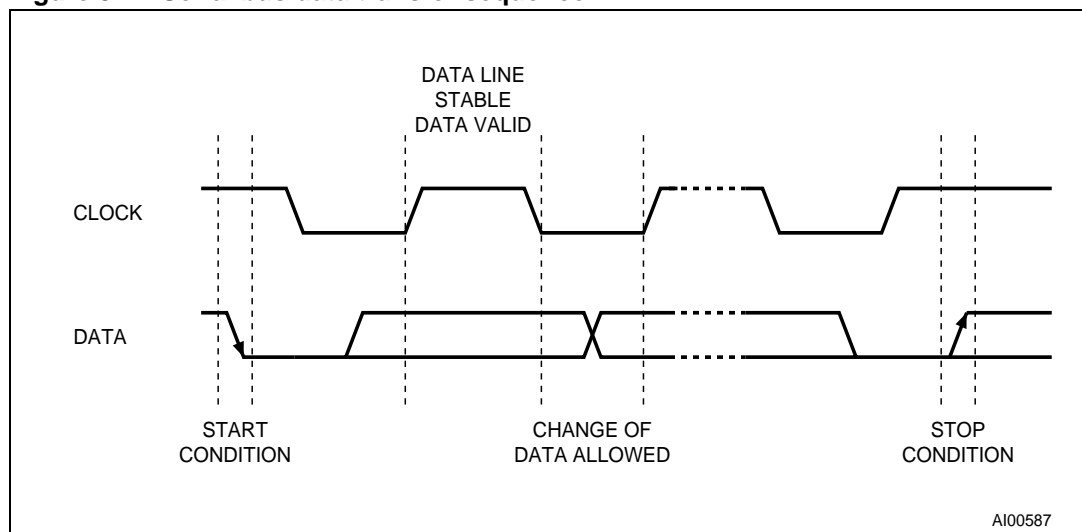 DATA LINE
STABLE
DATA VALID
CLOCK
DATA
START
CONDITION
CHANGE OF
DATA ALLOWED
STOP
CONDITION
AI00587